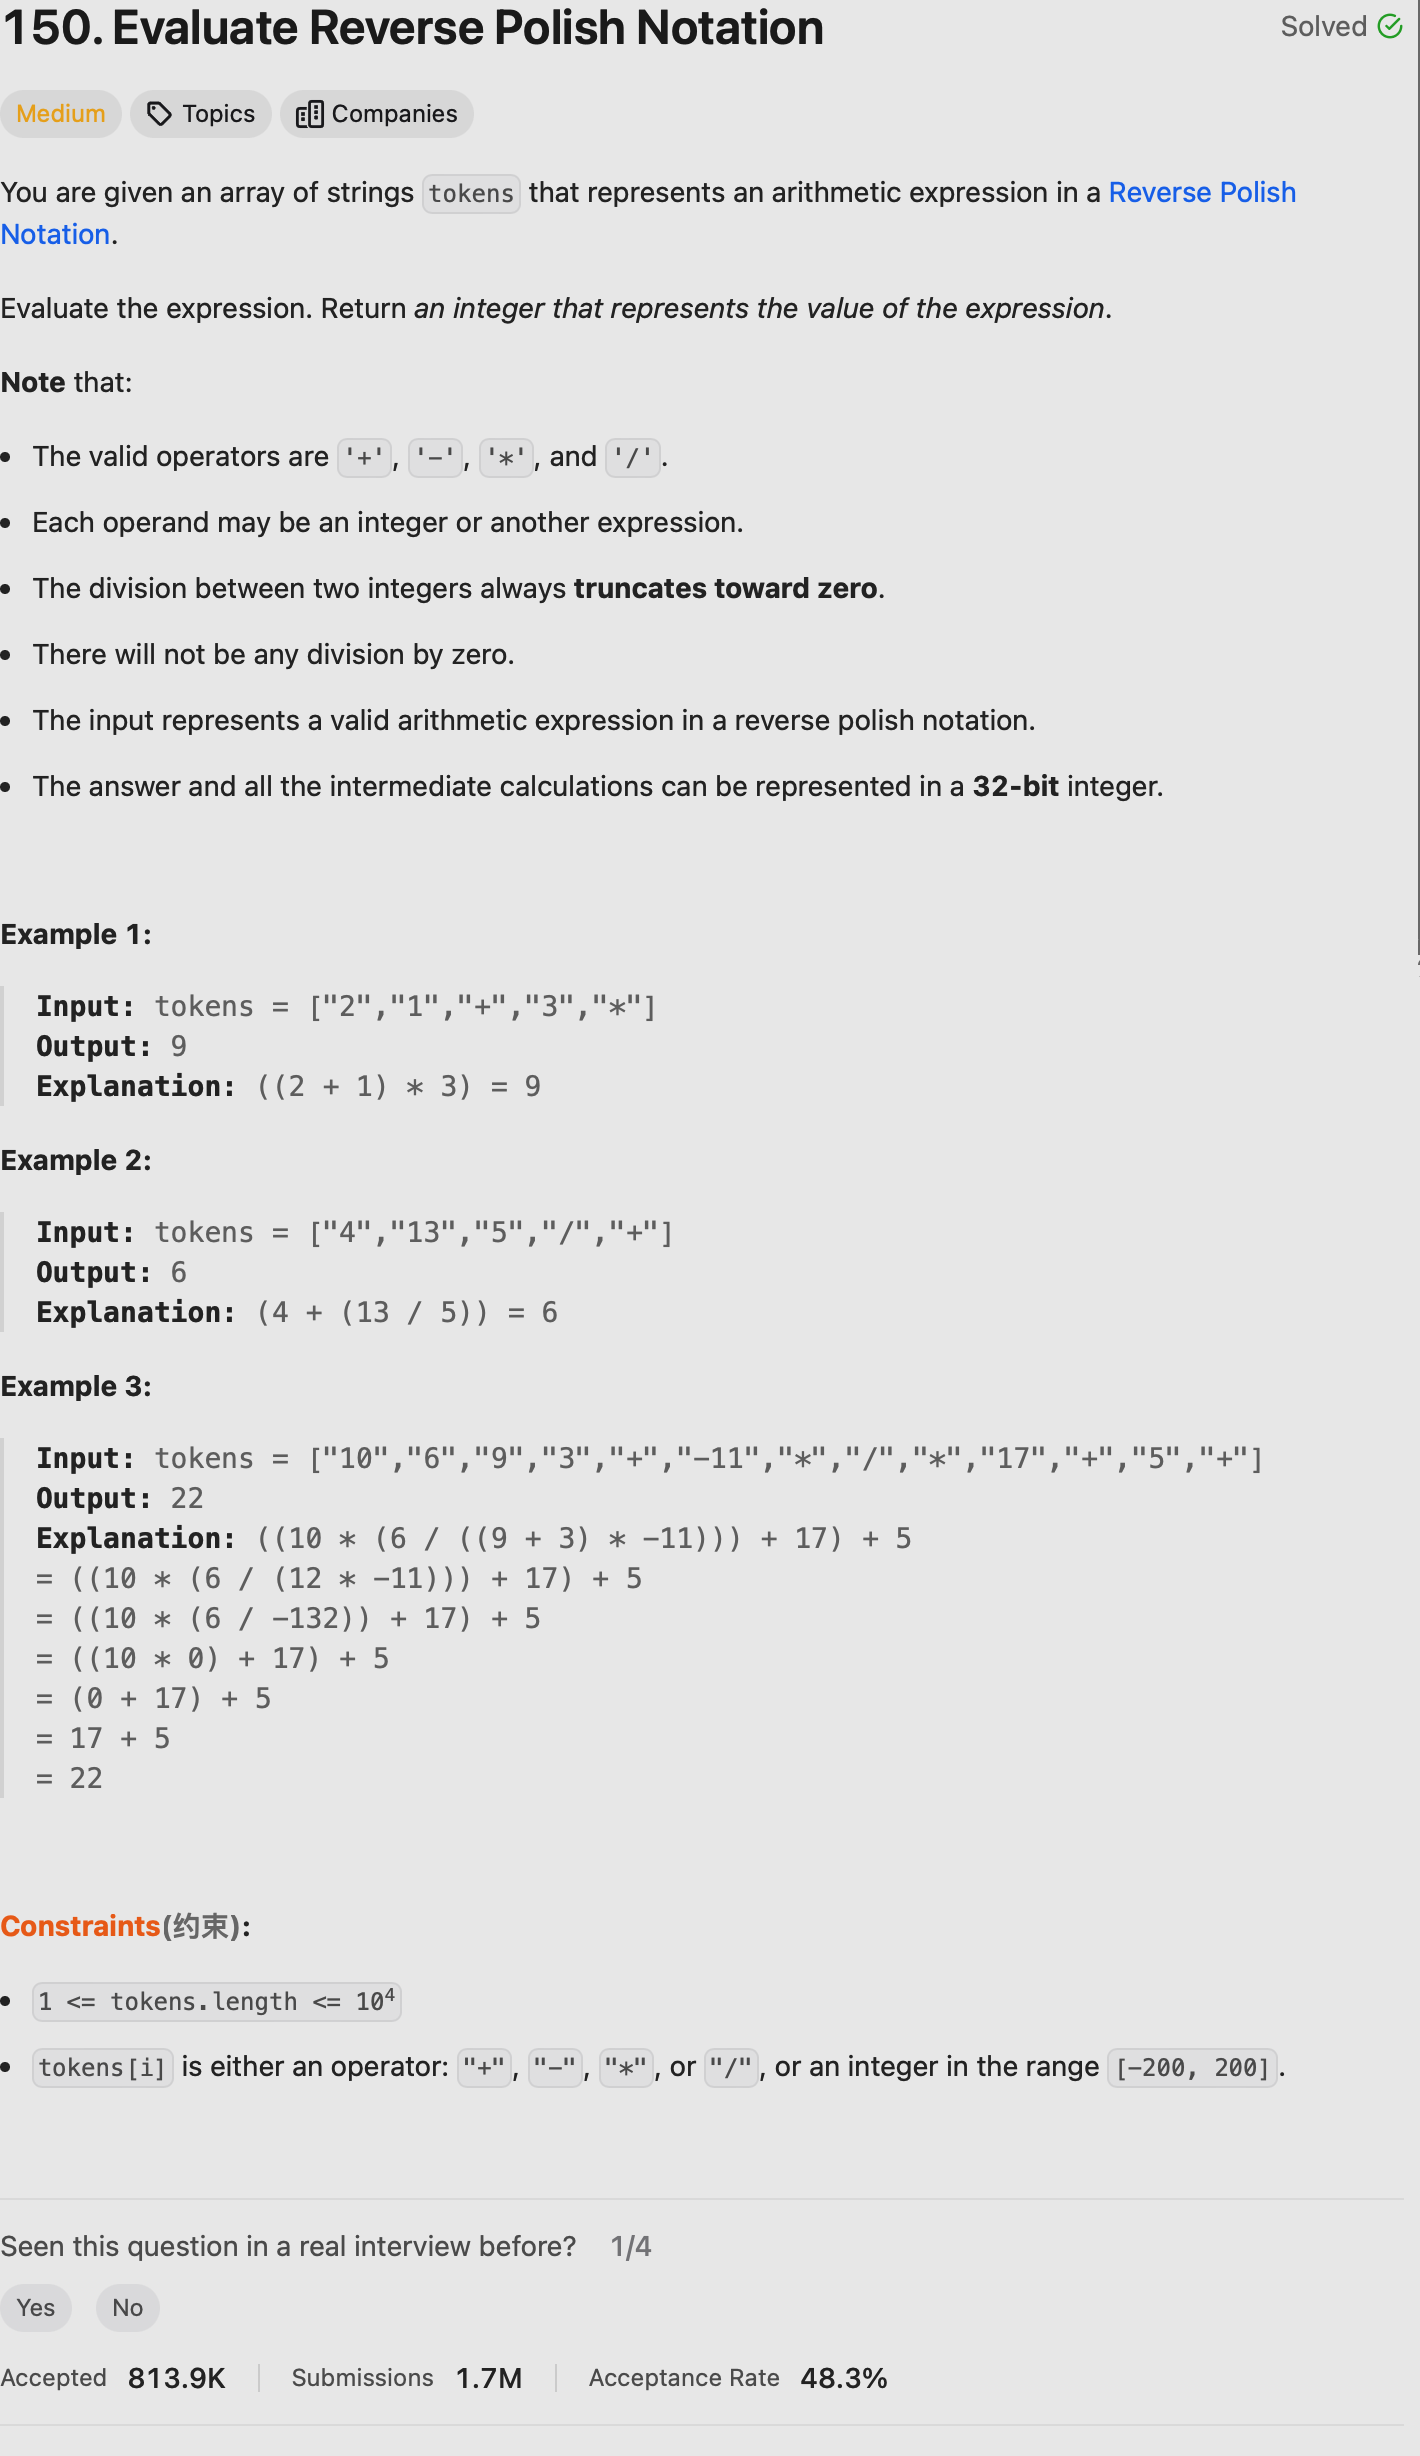 150. Evaluate Reverse Polish Notation
Solved
Medium
Topics
Companies
You are given an array of strings tokens that represents an arithmetic expression in a Reverse Polish
Notation.
Evaluate the expression. Return an integer that represents the value of the expression.
Note that:
• The valid operators are '+', '-', '*', and '/'.
• Each operand may be an integer or another expression.
• The division between two integers always truncates toward zero.
• There will not be any division by zero.
• The input represents a valid arithmetic expression in a reverse polish notation.
• The answer and all the intermediate calculations can be represented in a 32-bit integer.
Example 1:
Input: tokens = ["2","1","+","3","*"]
Output: 9
Explanation: ((2 + 1) * 3) = 9
Example 2:
Input: tokens = ["4","13","5","/","+"]
Output: 6
Explanation: (4 + (13 / 5)) = 6
Example 3:
Input: tokens = ["10","6","9","3","+","-11","*","/","*","17","+","5","+"]
Output: 22
Explanation: ((10 * (6 / ((9 + 3) * -11))) + 17) + 5
= ((10 * (6 / (12 * -11))) + 17) + 5
= ((10 * (6 / -132)) + 17) + 5
= ((10 * 0) + 17) + 5
= (0 + 17) + 5
= 17 + 5
= 22
Constraints(约束):
• 1 <= tokens.length <= 10⁴
• tokens[i] is either an operator: "+", "-", "*", or "/", or an integer in the range [-200, 200].
Seen this question in a real interview before? 1/4
Yes No
Accepted 813.9K | Submissions 1.7M | Acceptance Rate 48.3%